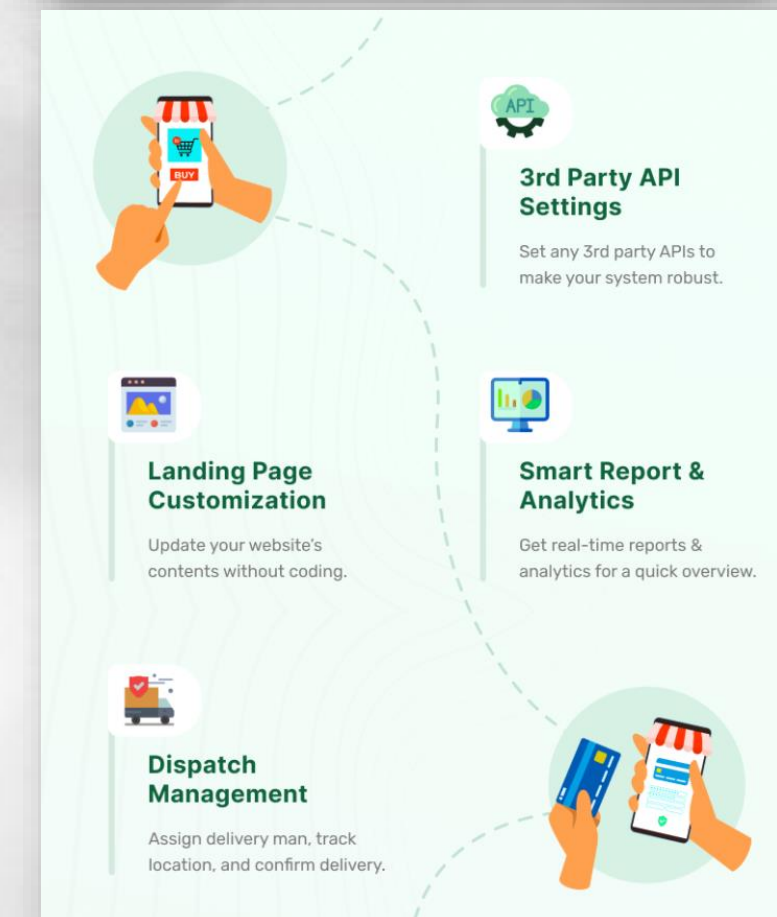 BUY
API
3rd Party API
Settings
Set any 3rd party APIs to
make your system robust.
Landing Page
Customization
Update your website's
contents without coding.
Smart Report &
Analytics
Get real-time reports &
analytics for a quick overview.
Dispatch
Management
Assign delivery man, track
location, and confirm delivery.